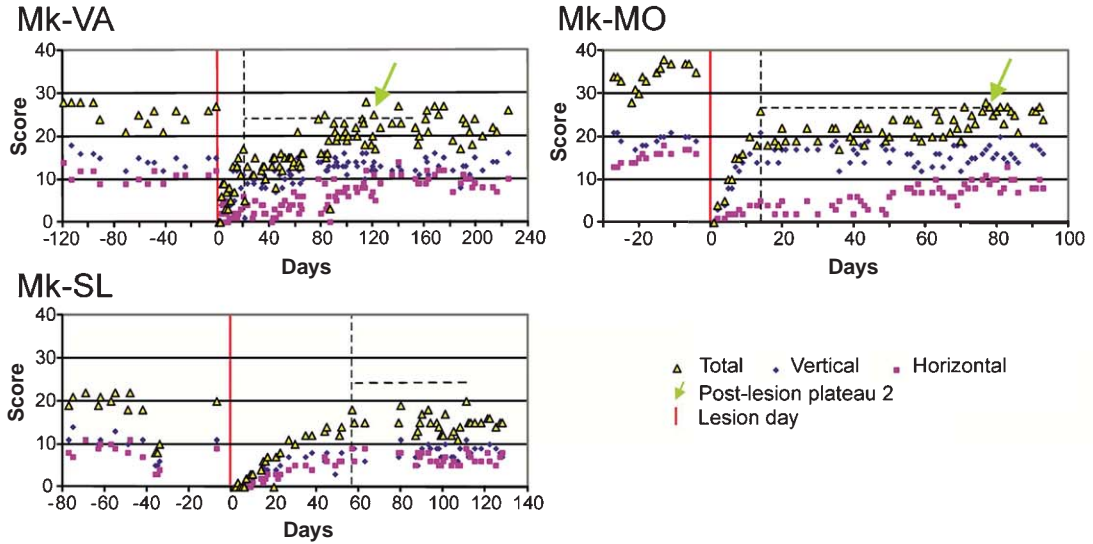 Mk-VA
40
30
20
10
0
Score
-120 -80 -40 0 40 80 120 160 200 240
Days
Mk-MO
40
30
20
10
0
Score
-20 0 20 40 60 80 100
Days
Mk-SL
40
30
20
10
0
Score
-80 -60 -40 -20 0 20 40 60 80 100 120 140
Days
Total Vertical Horizontal
Post-lesion plateau 2
Lesion day